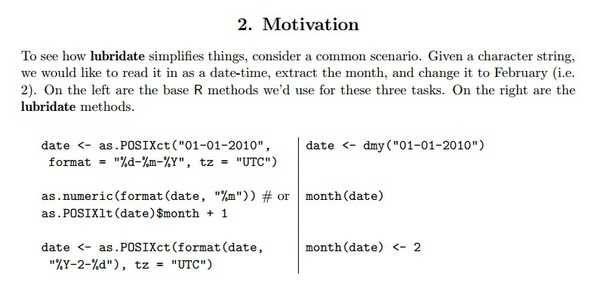 2. Motivation
To see how lubridate simplifies things, consider a common scenario. Given a character string,
we would like to read it in as a date-time, extract the month, and change it to February (i.e.
2). On the left are the base R methods we'd use for these three tasks. On the right are the
lubridate methods.
date <- as.POSIXct("01-01-2010",
format = "%d-%m-%Y", tz = "UTC")
date <- dmy("01-01-2010")
as.numeric(format(date, "%m")) # or
as.POSIXlt(date)$month + 1
month(date)
date <- as.POSIXct(format(date,
"%Y-2-%d"), tz = "UTC")
month(date) <- 2